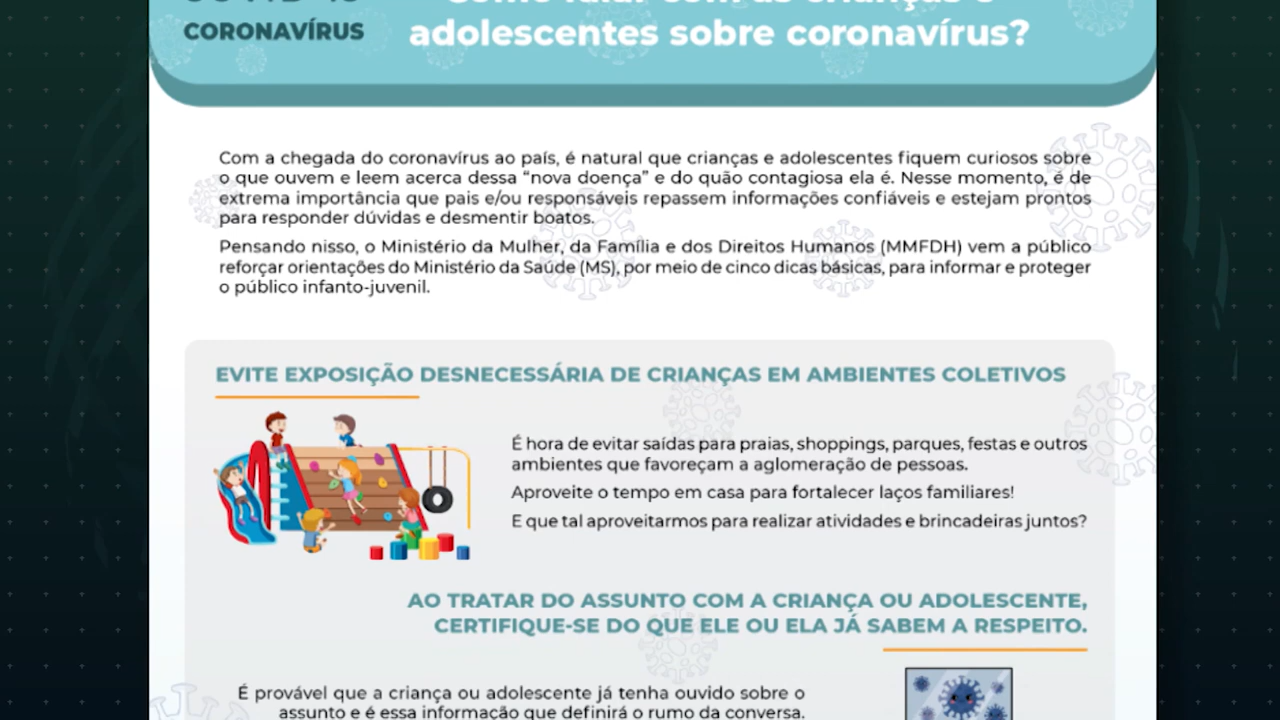 CORONAVÍRUS
adolescentes sobre coronavírus?
Com a chegada do coronavírus ao país, é natural que crianças e adolescentes fiquem curiosos sobre
o que ouvem e leem acerca dessa “nova doença” e do quão contagiosa ela é. Nesse momento, é de
extrema importância que pais e/ou responsáveis repassem informações confiáveis e estejam prontos
para responder dúvidas e desmentir boatos.
Pensando nisso, o Ministério da Mulher, da Família e dos Direitos Humanos (MMFDH) vem a público
reforçar orientações do Ministério da Saúde (MS), por meio de cinco dicas básicas, para informar e proteger
o público infanto-juvenil.
EVITE EXPOSIÇÃO DESNECESSÁRIA DE CRIANÇAS EM AMBIENTES COLETIVOS
É hora de evitar saídas para praias, shoppings, parques, festas e outros
ambientes que favoreçam a aglomeração de pessoas.
Aproveite o tempo em casa para fortalecer laços familiares!
E que tal aproveitarmos para realizar atividades e brincadeiras juntos?
AO TRATAR DO ASSUNTO COM A CRIANÇA OU ADOLESCENTE,
CERTIFIQUE-SE DO QUE ELE OU ELA JÁ SABEM A RESPEITO.
É provável que a criança ou adolescente já tenha ouvido sobre o
assunto e é essa informação que definirá o rumo da conversa.